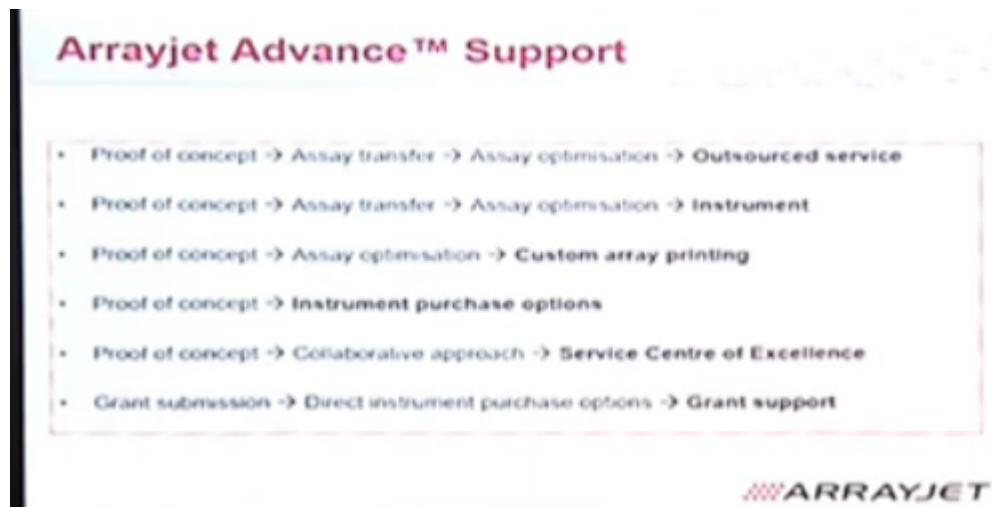 Arrayjet Advance™ Support
• Proof of concept -> Assay transfer -> Assay optimisation -> Outsourced service
• Proof of concept -> Assay transfer -> Assay optimisation -> Instrument
• Proof of concept -> Assay optimisation -> Custom array printing
• Proof of concept -> Instrument purchase options
• Proof of concept -> Collaborative approach -> Service Centre of Excellence
• Grant submission -> Direct instrument purchase options -> Grant support
ARRAYJET